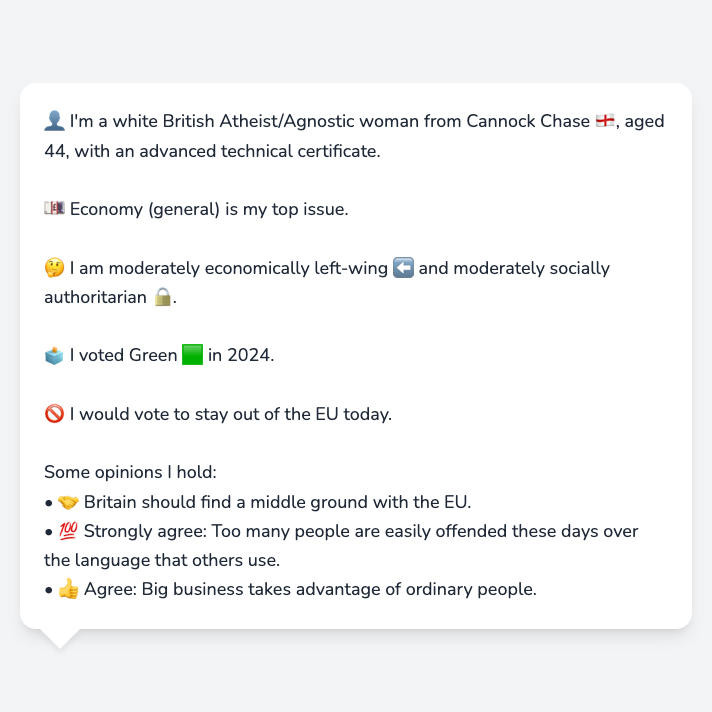 👤 I'm a white British Atheist/Agnostic woman from Cannock Chase 🏴󠁧󠁢󠁥󠁮󠁧󠁿, aged
44, with an advanced technical certificate.
💷 Economy (general) is my top issue.
🤔 I am moderately economically left-wing ⬅️ and moderately socially
authoritarian 🔒.
🗳️ I voted Green 🟩 in 2024.
🚫 I would vote to stay out of the EU today.
Some opinions I hold:
• 🤝 Britain should find a middle ground with the EU.
• 💯 Strongly agree: Too many people are easily offended these days over
the language that others use.
• 👍 Agree: Big business takes advantage of ordinary people.